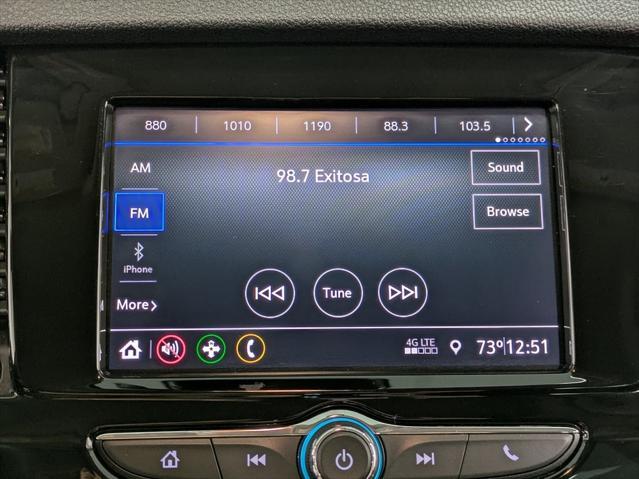 880 1010 1190 88.3 103.5
AM
98.7 Exitosa
Sound
FM
Browse
iPhone
Tune
More
4G LTE
73° 12:51